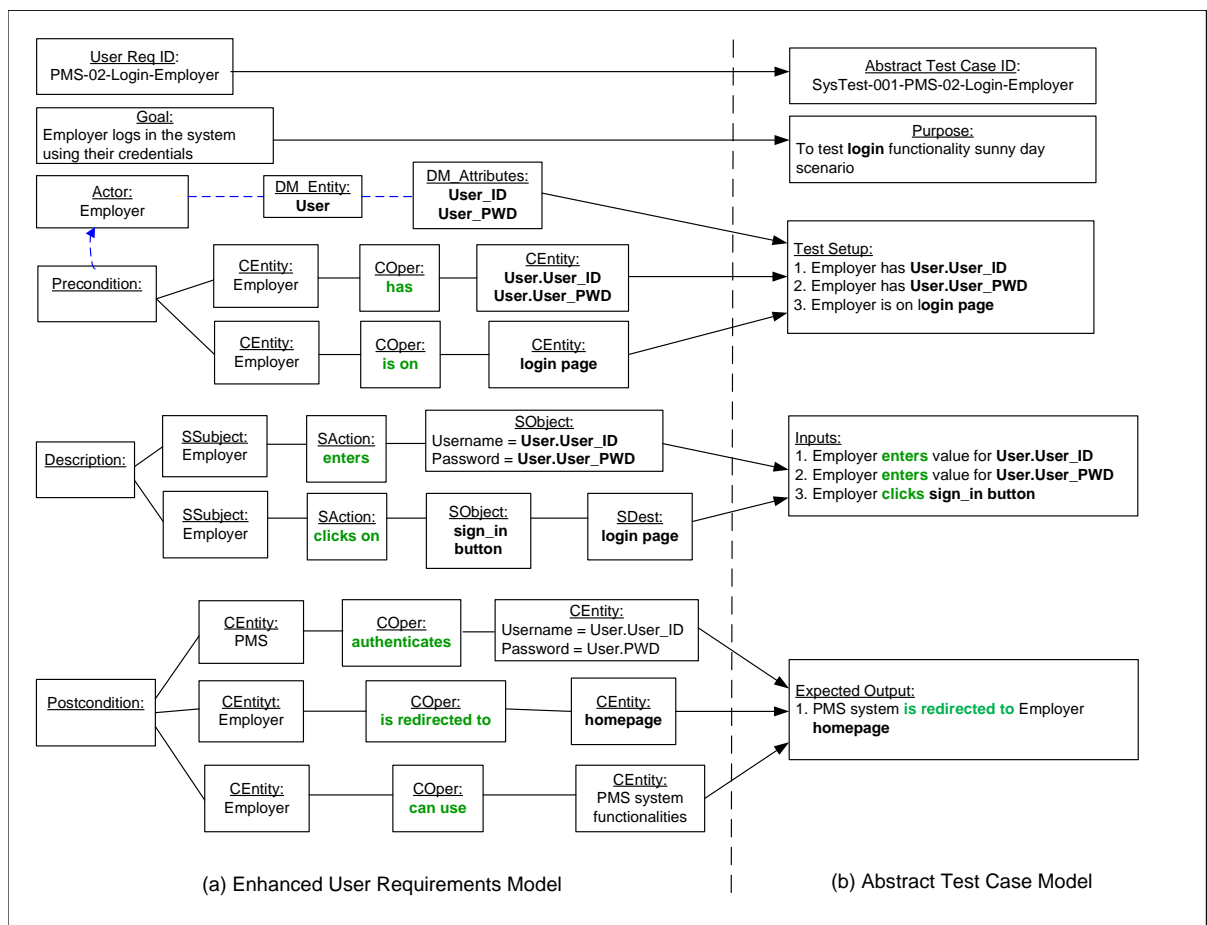 User Req ID:
PMS-02-Login-Employer
Abstract Test Case ID:
SysTest-001-PMS-02-Login-Employer
Goal:
Employer logs in the system
using their credentials
Purpose:
To test login functionality sunny day
scenario
Actor:
Employer
DM_Entity:
User
DM_Attributes:
User_ID
User_PWD
Precondition:
CEntity:
Employer
COper:
has
CEntity:
User.User_ID
User.User_PWD
CEntity:
Employer
COper:
is on
CEntity:
login page
Test Setup:
1. Employer has User.User_ID
2. Employer has User.User_PWD
3. Employer is on login page
Description:
SSubject:
Employer
SAction:
enters
SObject:
Username = User.User_ID
Password = User.User_PWD
SSubject:
Employer
SAction:
clicks on
SObject:
sign_in
button
SDest:
login page
Inputs:
1. Employer enters value for User.User_ID
2. Employer enters value for User.User_PWD
3. Employer clicks sign_in button
Postcondition:
CEntity:
PMS
COper:
authenticates
CEntity:
Username = User.User_ID
Password = User.PWD
CEntityt:
Employer
COper:
is redirected to
CEntity:
homepage
CEntity:
Employer
COper:
can use
CEntity:
PMS system
functionalities
Expected Output:
1. PMS system is redirected to Employer
homepage
(a) Enhanced User Requirements Model
(b) Abstract Test Case Model